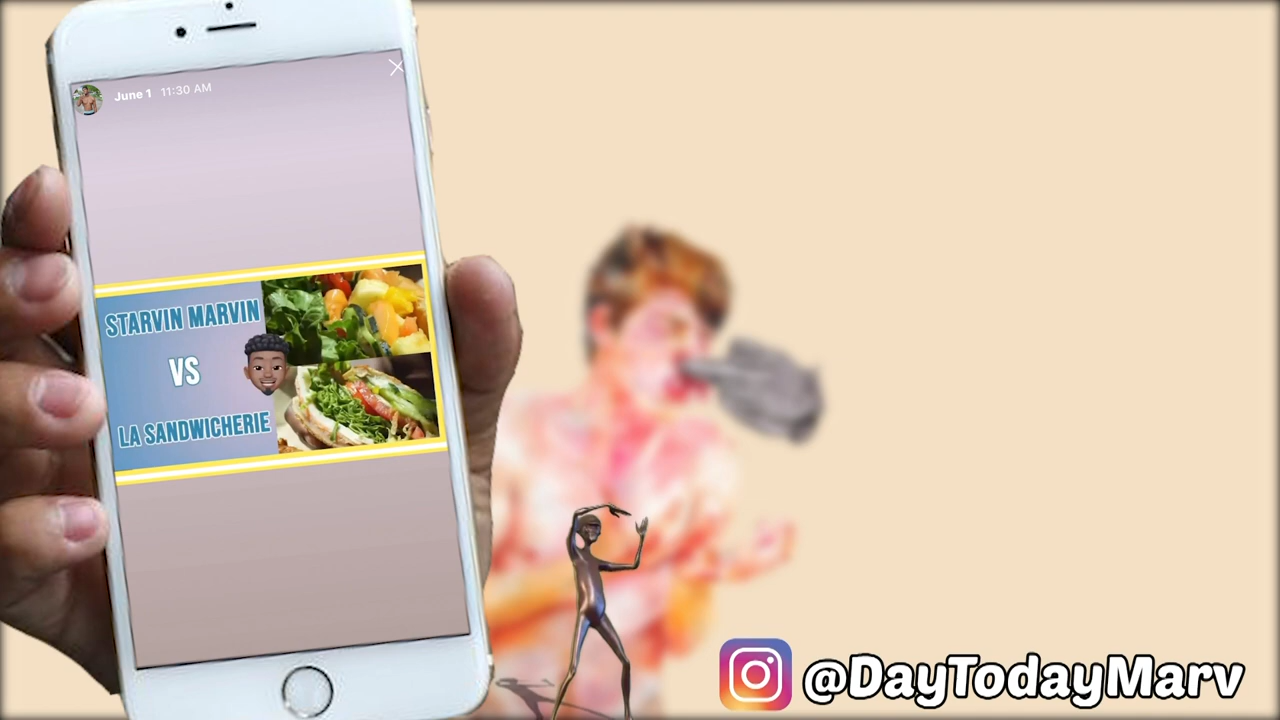 June 1 11:30 AM
STARVIN MARVIN
VS
LA SANDWICHERIE
@DayTodayMarv